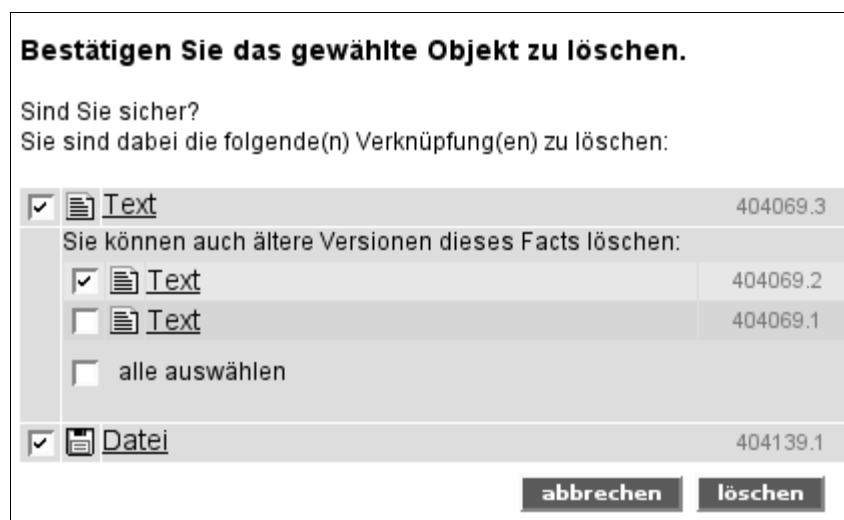 Bestätigen Sie das gewählte Objekt zu löschen.
Sind Sie sicher?
Sie sind dabei die folgende(n) Verknüpfung(en) zu löschen:
Text 404069.3
Sie können auch ältere Versionen dieses Facts löschen:
Text 404069.2
Text 404069.1
alle auswählen
Datei 404139.1
abbrechen löschen